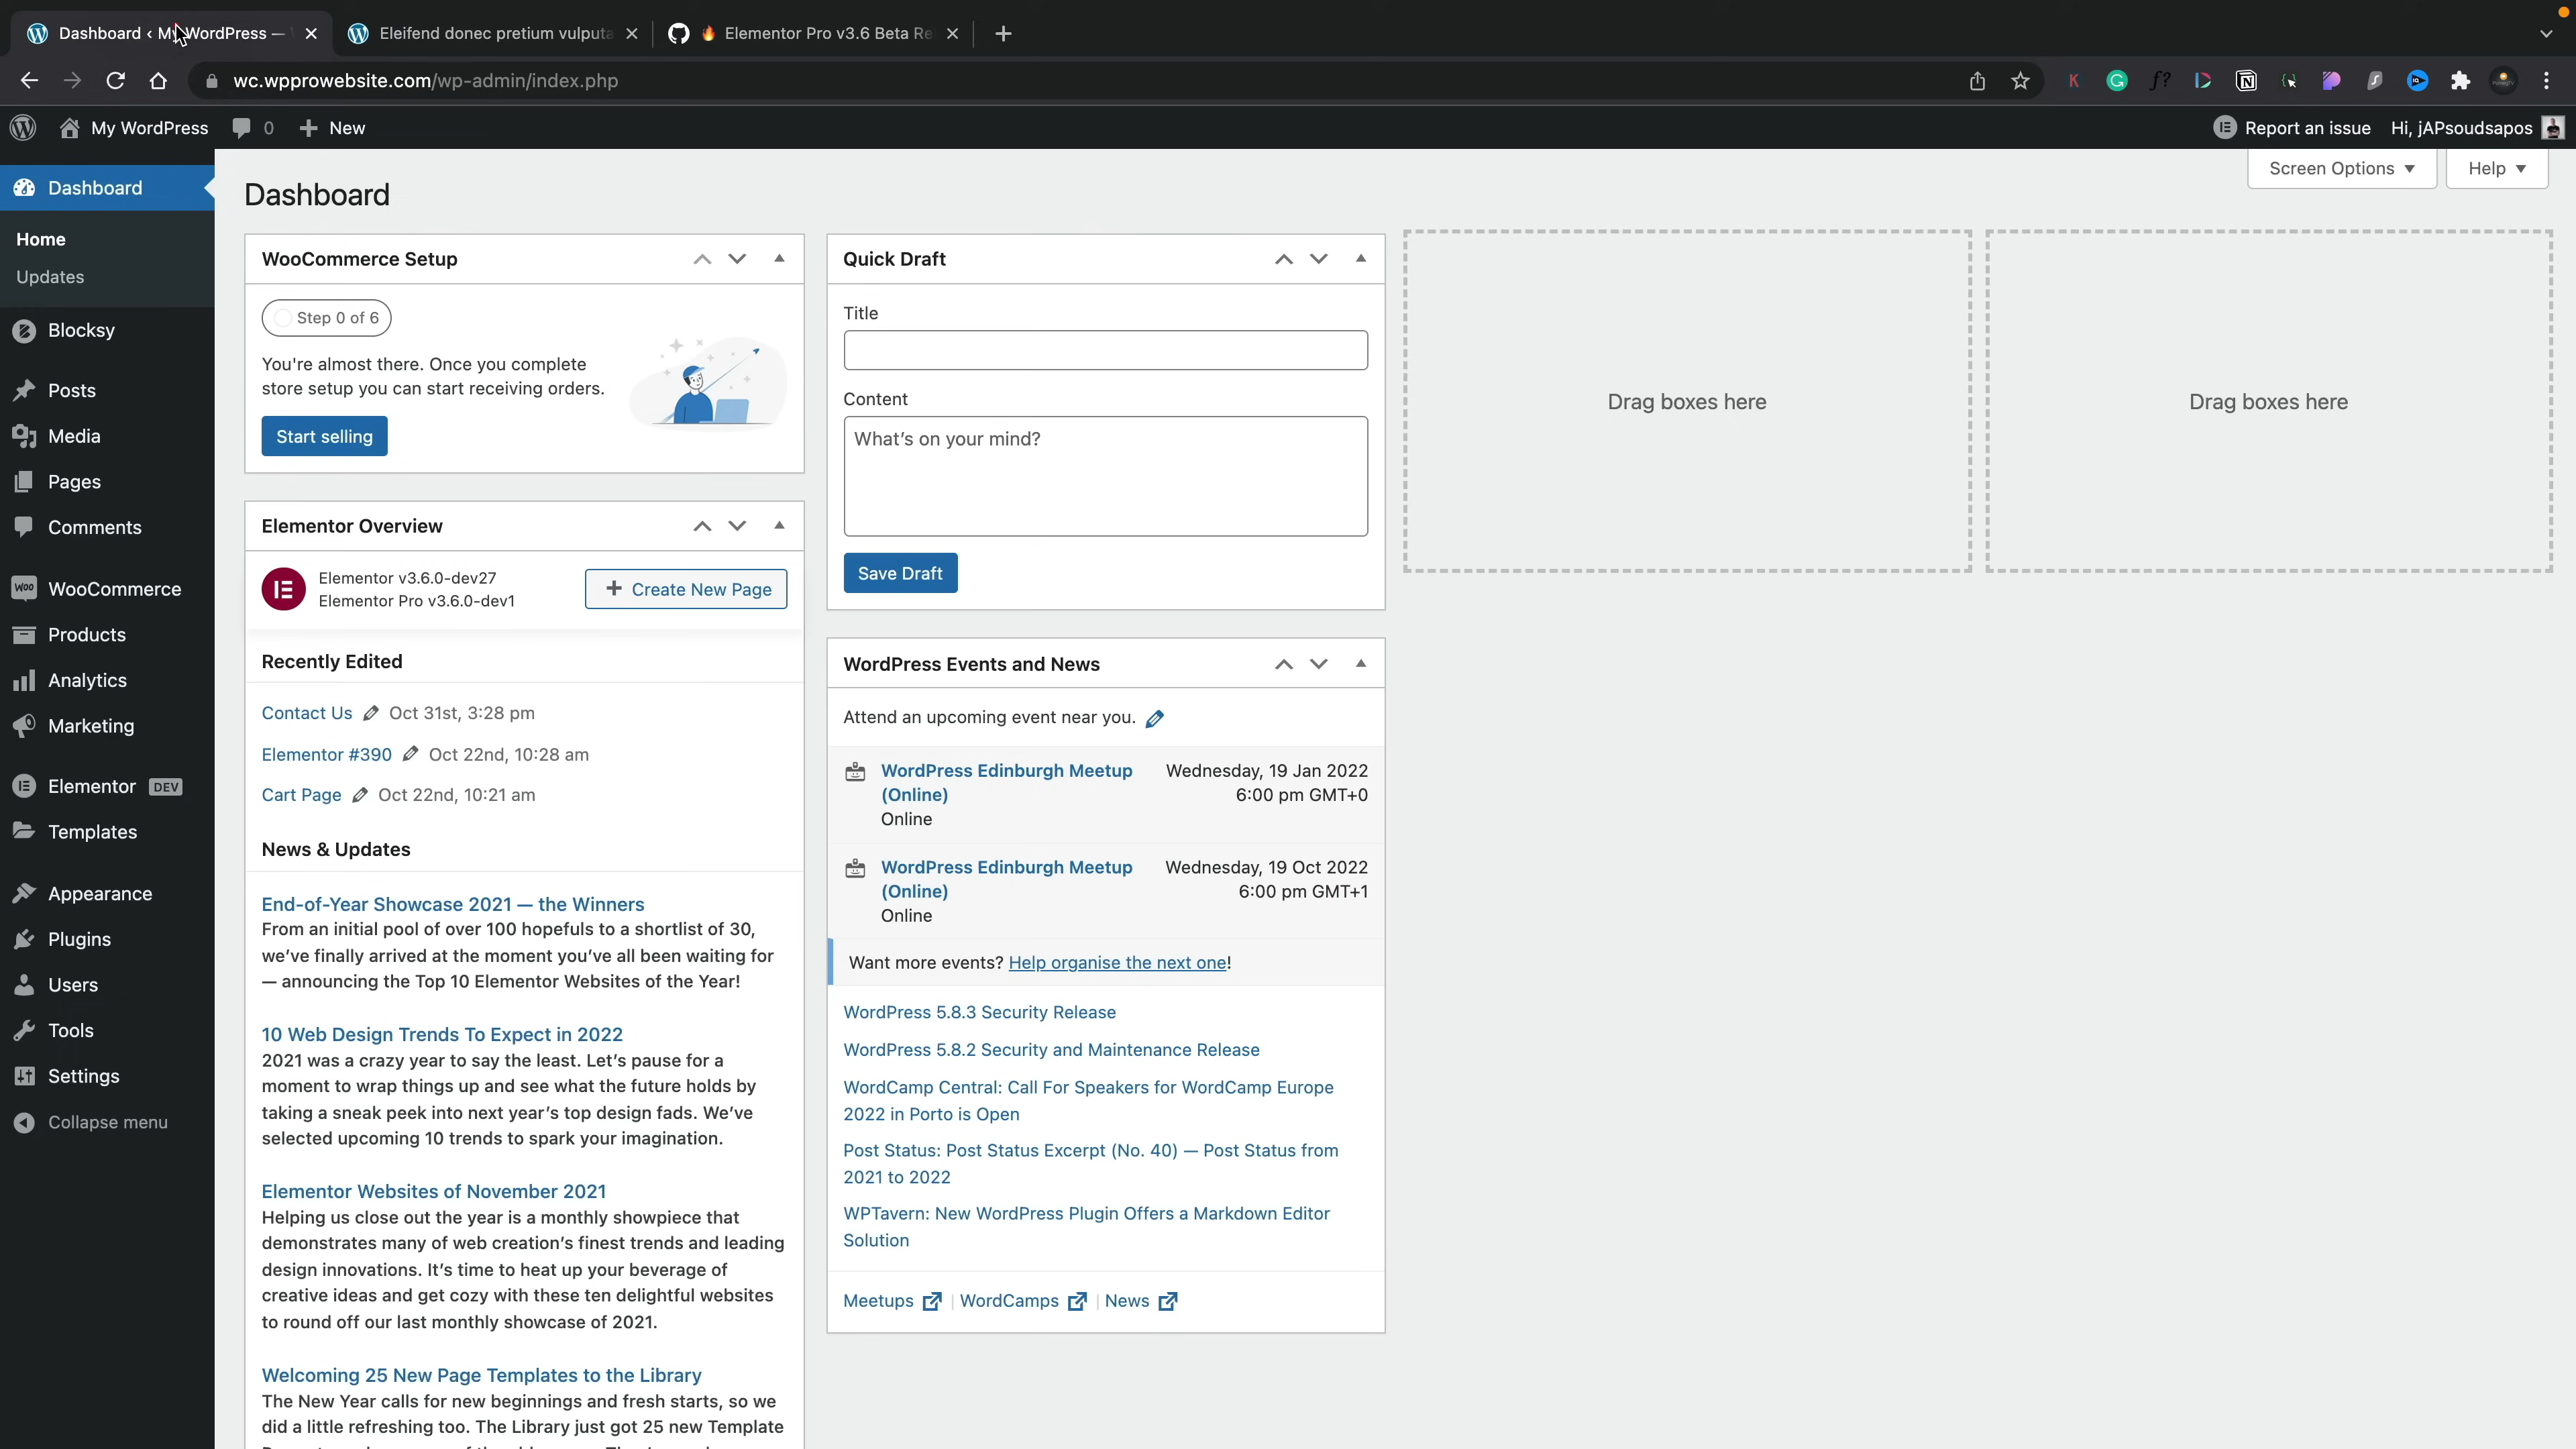 Dashboard ‹ My WordPress —
Eleifend donec pretium vulputa
🔥 Elementor Pro v3.6 Beta Re
wc.wpprowebsite.com/wp-admin/index.php
My WordPress
0
New
Report an issue
Hi, jAPsoudsapos
Dashboard
Home
Updates
Blocksy
Posts
Media
Pages
Comments
WooCommerce
Products
Analytics
Marketing
Elementor DEV
Templates
Appearance
Plugins
Users
Tools
Settings
Collapse menu
Screen Options
Help
Dashboard
WooCommerce Setup
Step 0 of 6
You're almost there. Once you complete
store setup you can start receiving orders.
Start selling
Elementor Overview
Elementor v3.6.0-dev27
Elementor Pro v3.6.0-dev1
Create New Page
Recently Edited
Contact Us Oct 31st, 3:28 pm
Elementor #390 Oct 22nd, 10:28 am
Cart Page Oct 22nd, 10:21 am
News & Updates
End-of-Year Showcase 2021 — the Winners
From an initial pool of over 100 hopefuls to a shortlist of 30,
we've finally arrived at the moment you've all been waiting for
— announcing the Top 10 Elementor Websites of the Year!
10 Web Design Trends To Expect in 2022
2021 was a crazy year to say the least. Let's pause for a
moment to wrap things up and see what the future holds by
taking a sneak peek into next year's top design fads. We've
selected upcoming 10 trends to spark your imagination.
Elementor Websites of November 2021
Helping us close out the year is a monthly showpiece that
demonstrates many of web creation's finest trends and leading
design innovations. It's time to heat up your beverage of
creative ideas and get cozy with these ten delightful websites
to round off our last monthly showcase of 2021.
Welcoming 25 New Page Templates to the Library
The New Year calls for new beginnings and fresh starts, so we
did a little refreshing too. The Library just got 25 new Template
Quick Draft
Title
Content
What's on your mind?
Save Draft
WordPress Events and News
Attend an upcoming event near you.
WordPress Edinburgh Meetup
(Online)
Online
Wednesday, 19 Jan 2022
6:00 pm GMT+0
WordPress Edinburgh Meetup
(Online)
Online
Wednesday, 19 Oct 2022
6:00 pm GMT+1
Want more events? Help organise the next one!
WordPress 5.8.3 Security Release
WordPress 5.8.2 Security and Maintenance Release
WordCamp Central: Call For Speakers for WordCamp Europe
2022 in Porto is Open
Post Status: Post Status Excerpt (No. 40) — Post Status from
2021 to 2022
WPTavern: New WordPress Plugin Offers a Markdown Editor
Solution
Meetups | WordCamps | News
Drag boxes here
Drag boxes here